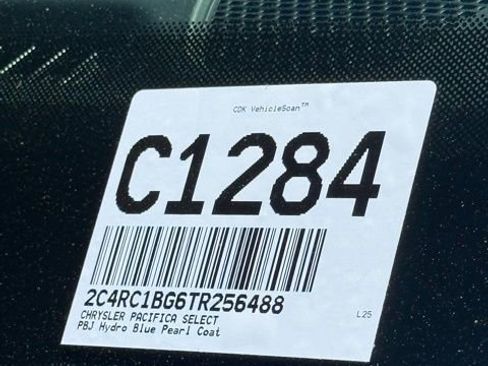 CDK VehicleScan™
C1284
2C4RC1BG6TR256488
CHRYSLER PACIFICA SELECT
PBJ Hydro Blue Pearl Coat
L25